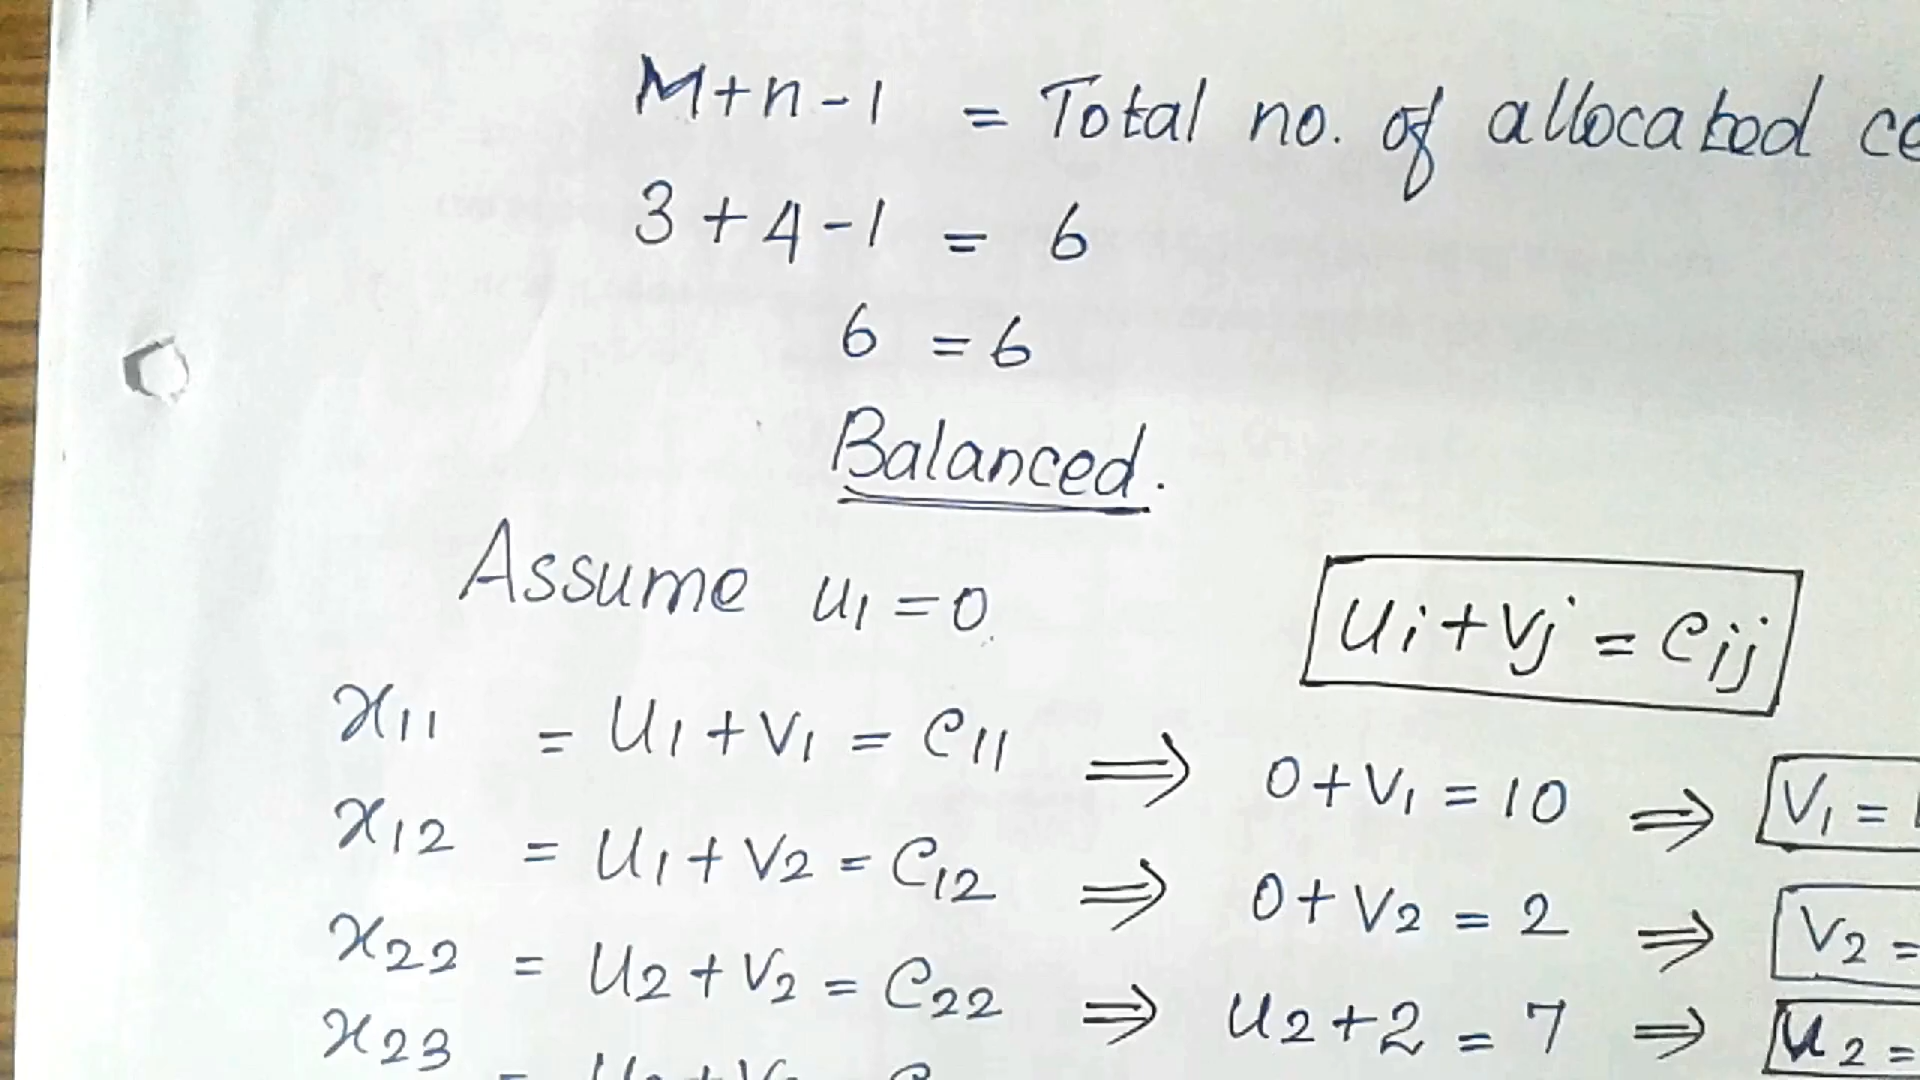 M+n-1 = Total no. of allocated ce
3+4-1 = 6
6 = 6
Balanced.
Assume u1=0
ui+vj = cij
x11 = u1+v1 = c11 ⇒ 0+v1 = 10 ⇒ v1 =
x12 = u1+v2 = c12 ⇒ 0+v2 = 2 ⇒ v2 =
x22 = u2+v2 = c22 ⇒ u2+2 = 7 ⇒ u2 =
x23 =